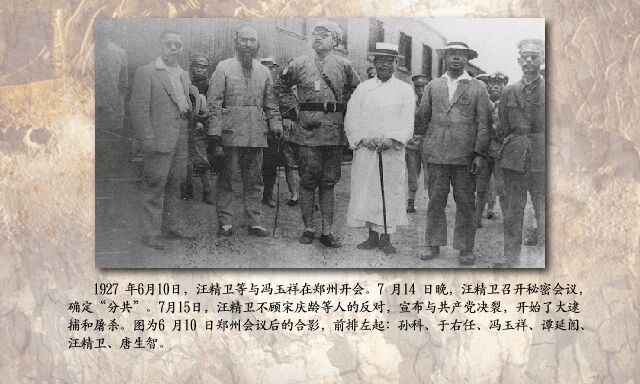 1927 年6月10日，汪精卫等与冯玉祥在郑州开会。7 月14 日晚，汪精卫召开秘密会议，
确定“分共”。7月15日，汪精卫不顾宋庆龄等人的反对，宣布与共产党决裂，开始了大逮
捕和屠杀。图为6 月10 日郑州会议后的合影，前排左起：孙科、于右任、冯玉祥、谭延闿、
汪精卫、唐生智。